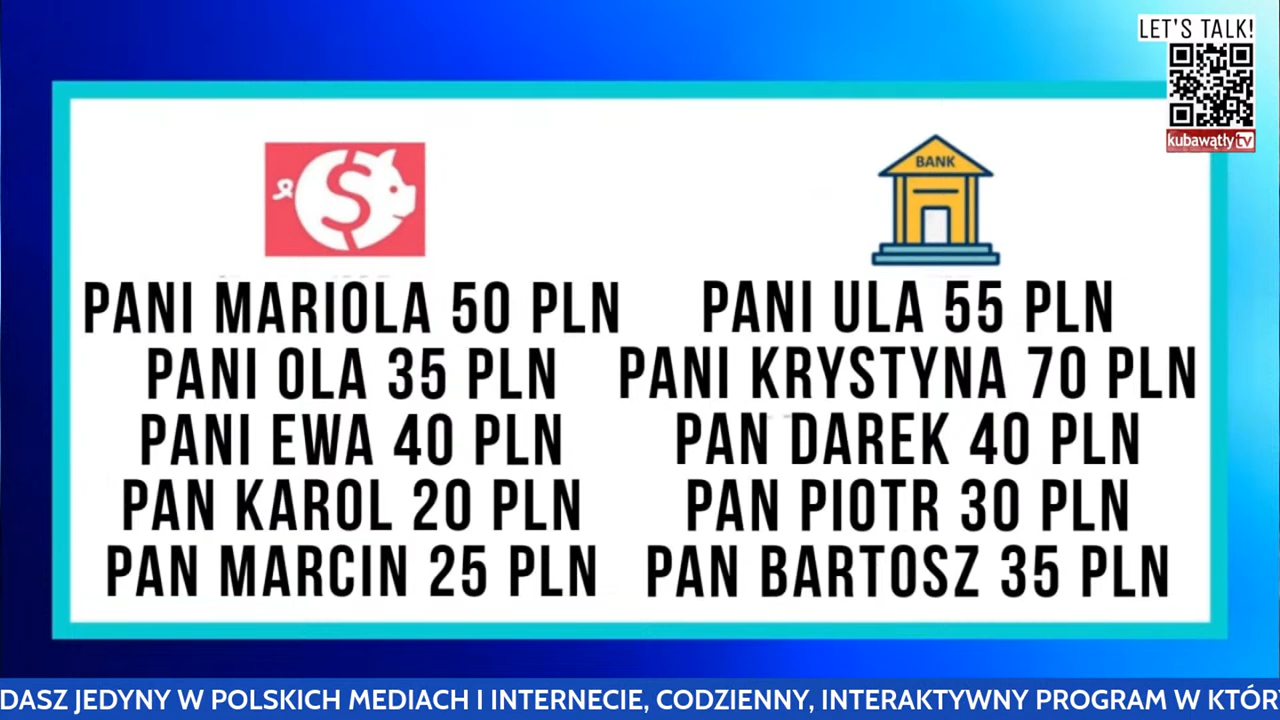 LET'S TALK!
kubawątły tv
BANK
PANI MARIOLA 50 PLN
PANI OLA 35 PLN
PANI EWA 40 PLN
PAN KAROL 20 PLN
PAN MARCIN 25 PLN
PANI ULA 55 PLN
PANI KRYSTYNA 70 PLN
PAN DAREK 40 PLN
PAN PIOTR 30 PLN
PAN BARTOSZ 35 PLN
DASZ JEDYNY W POLSKICH MEDIACH I INTERNECIE, CODZIENNY, INTERAKTYWNY PROGRAM W KTÓR